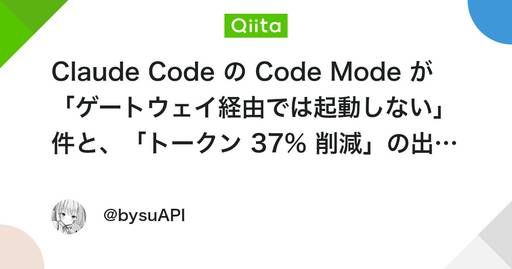 Qiita
Claude Code の Code Mode が
「ゲートウェイ経由では起動しない」
件と、「トークン 37% 削減」の出…
@bysuAPI